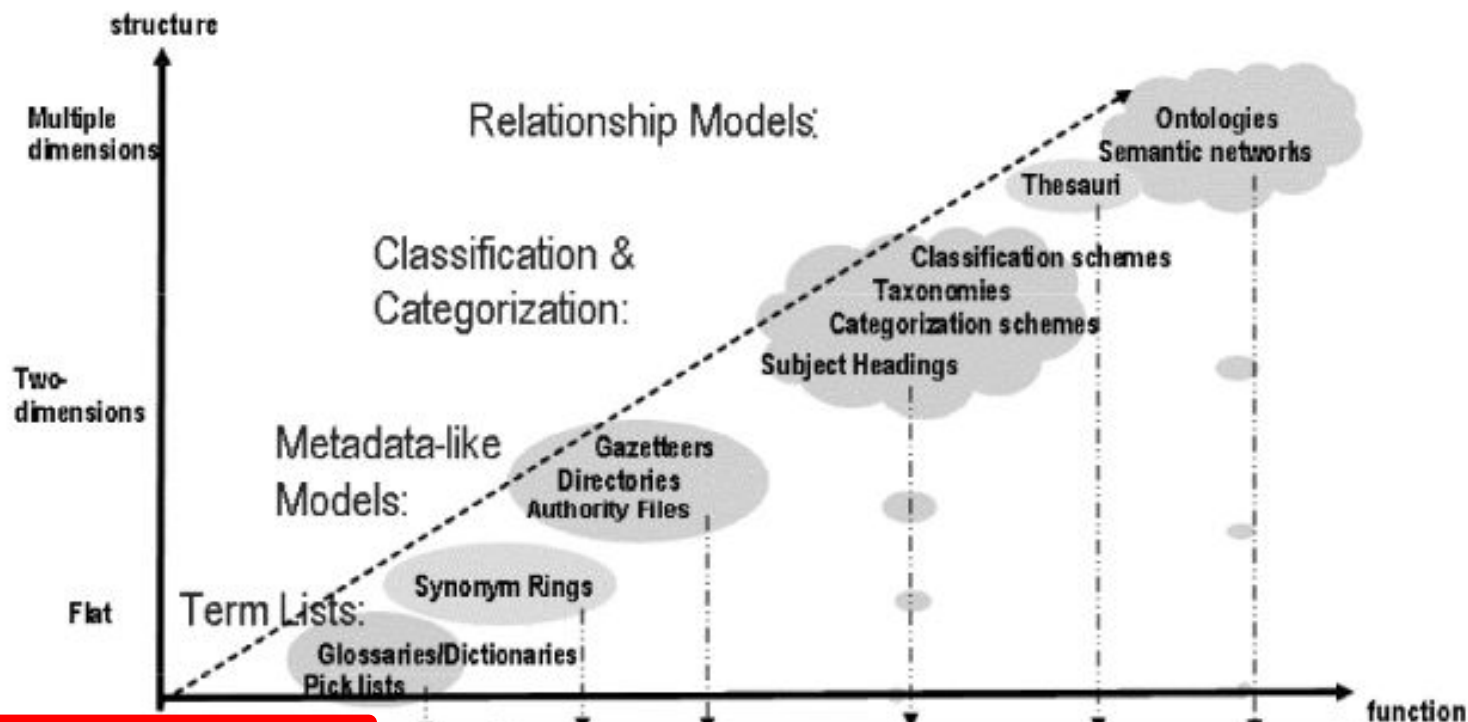 structure
Multiple
dimensions
Relationship Models:
Ontologies
Semantic networks
Thesauri
Classification &
Categorization:
Classification schemes
Taxonomies
Categorization schemes
Subject Headings
Two-
dimensions
Metadata-like
Models:
Gazetteers
Directories
Authority Files
Synonym Rings
Flat
Term Lists:
Glossaries/Dictionaries
Pick lists
function